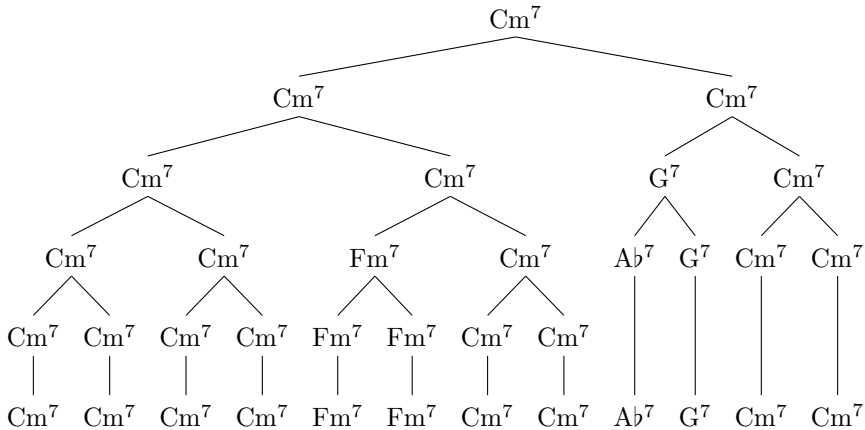 Cm⁷
Cm⁷ Cm⁷
Cm⁷ Cm⁷ G⁷ Cm⁷
Cm⁷ Cm⁷ Fm⁷ Cm⁷ A♭⁷ G⁷ Cm⁷ Cm⁷
Cm⁷ Cm⁷ Cm⁷ Cm⁷ Fm⁷ Fm⁷ Cm⁷ Cm⁷
Cm⁷ Cm⁷ Cm⁷ Cm⁷ Fm⁷ Fm⁷ Cm⁷ Cm⁷ A♭⁷ G⁷ Cm⁷ Cm⁷